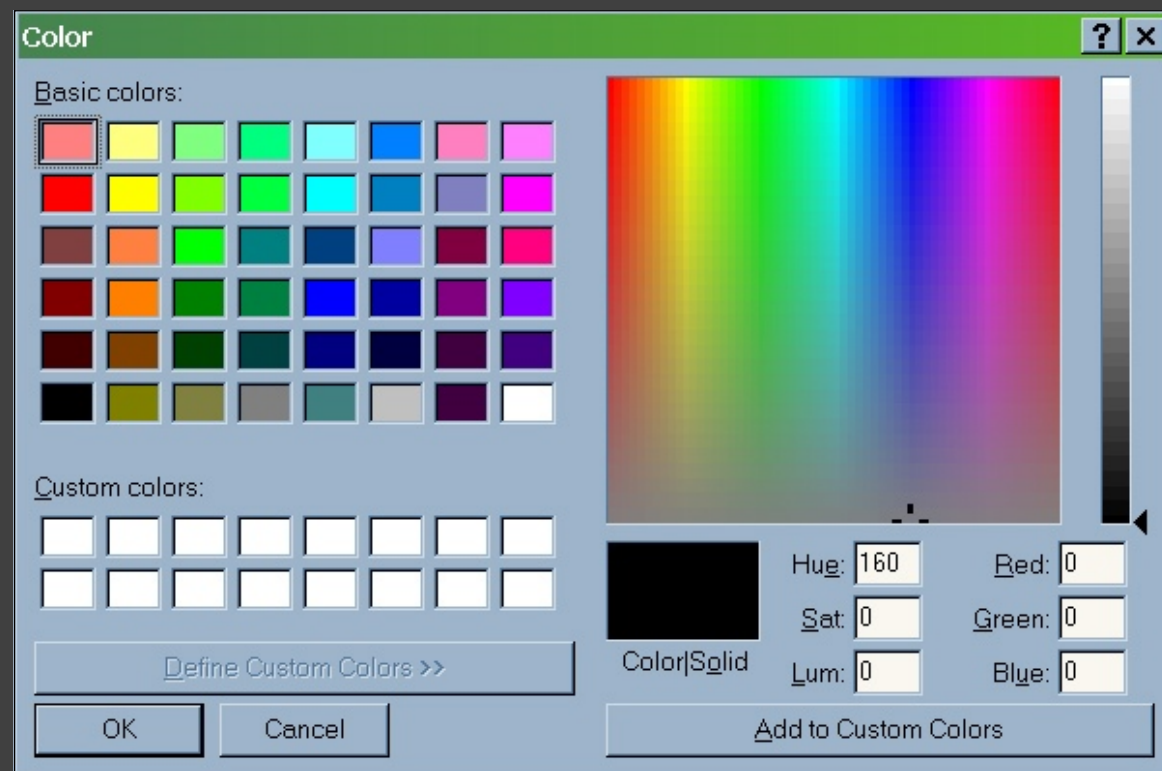 Color
Basic colors:
Custom colors:
Define Custom Colors >>
OK Cancel
Color|Solid
Hue: 160 Red: 0
Sat: 0 Green: 0
Lum: 0 Blue: 0
Add to Custom Colors